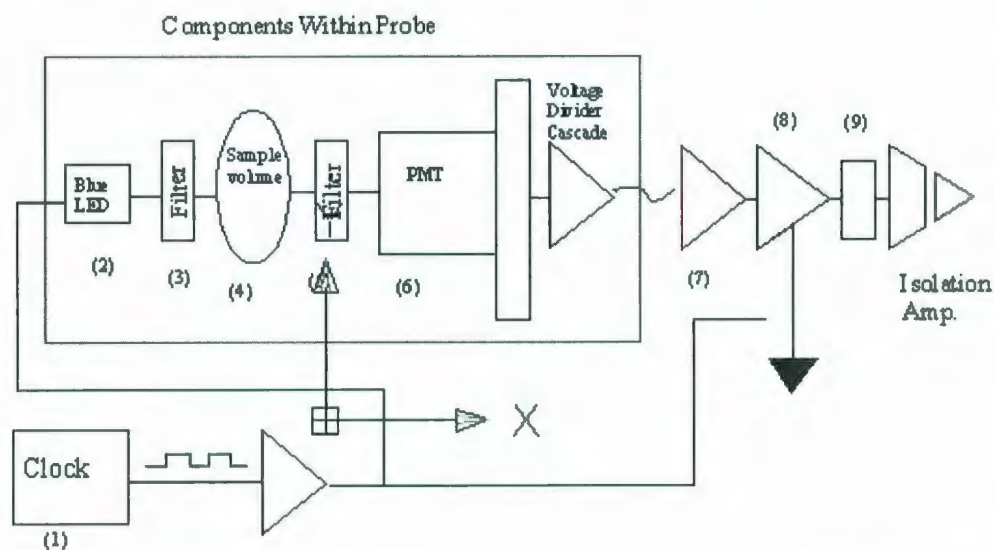 Components Within Probe
Voltage
Divider
Cascade
(8)
(9)
Blue
LED
Filter
Sample
volume
Filter
PMT
(2)
(3)
(4)
(6)
(7)
Isolation
Amp.
X
Clock
(1)